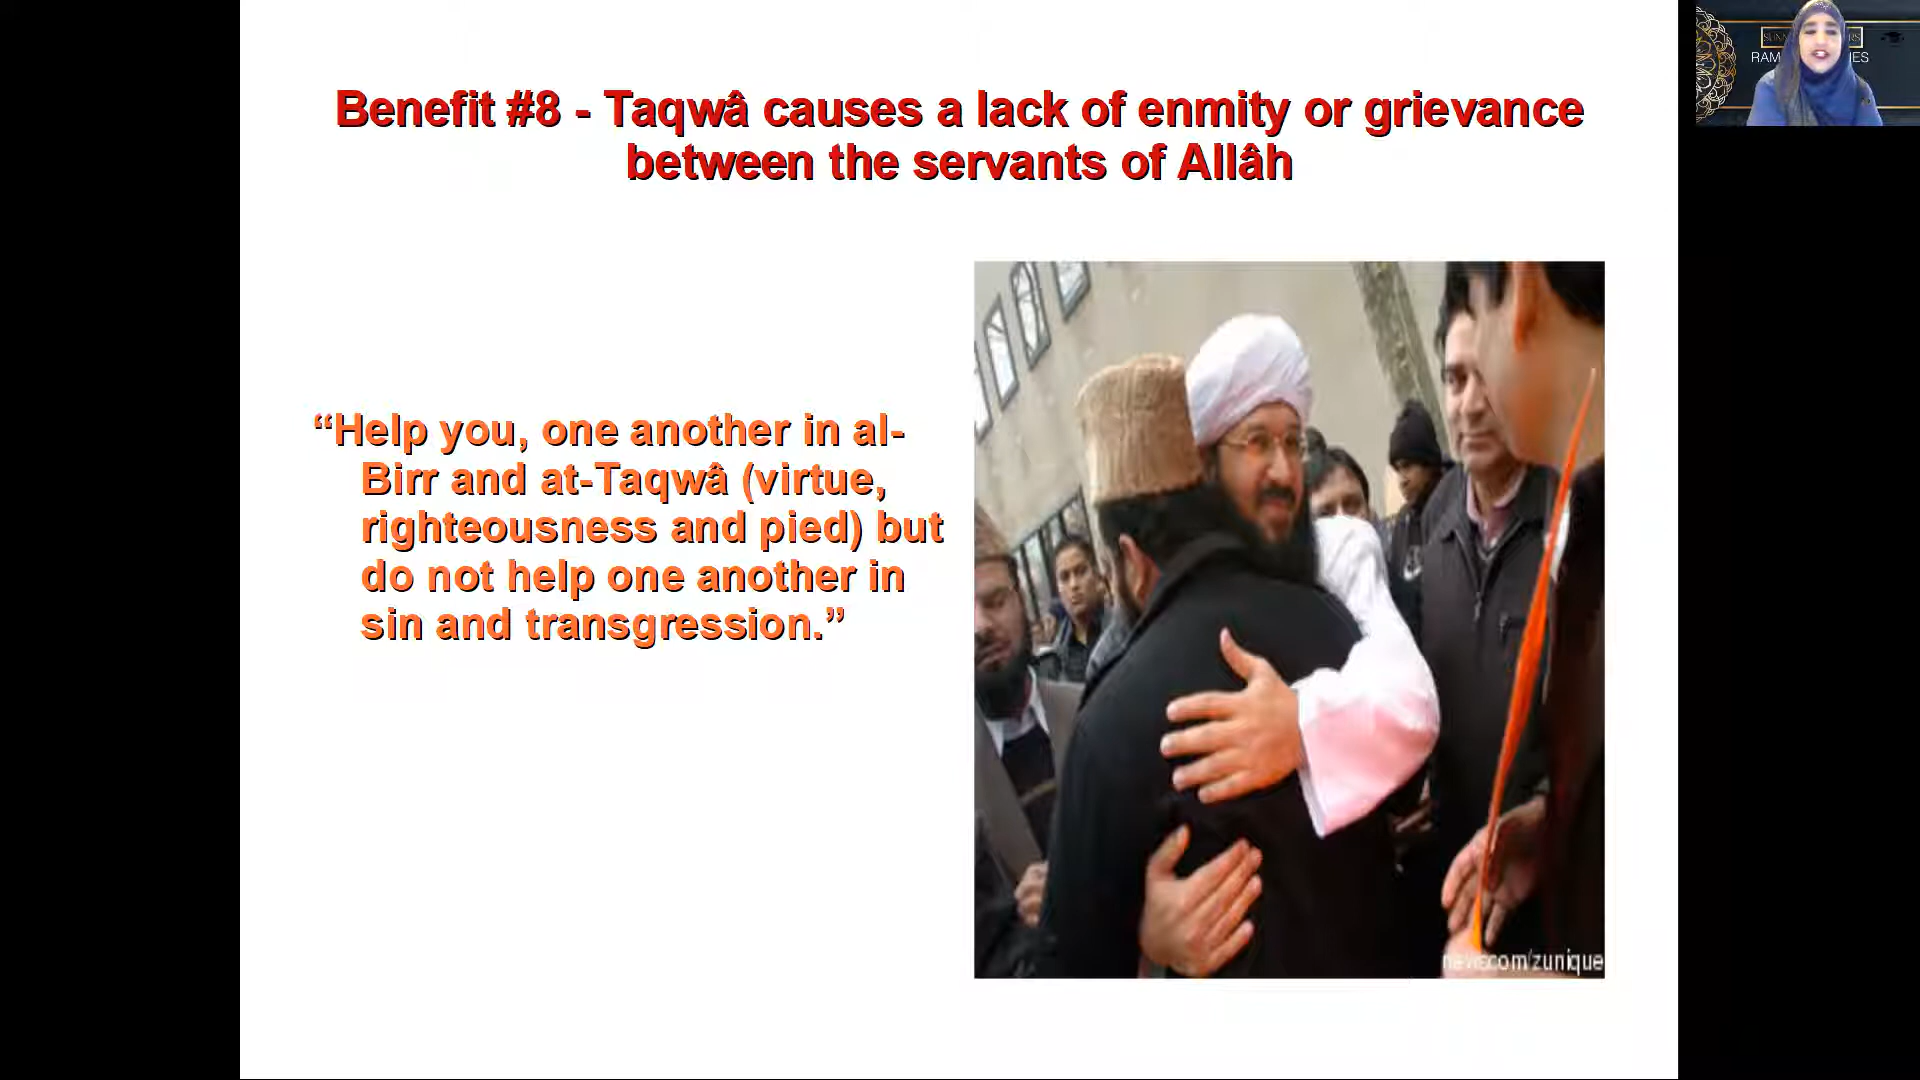 Benefit #8 - Taqwâ causes a lack of enmity or grievance
between the servants of Allâh
“Help you, one another in al-
Birr and at-Taqwâ (virtue,
righteousness and pied) but
do not help one another in
sin and transgression.”
newscom/zunique
RAM